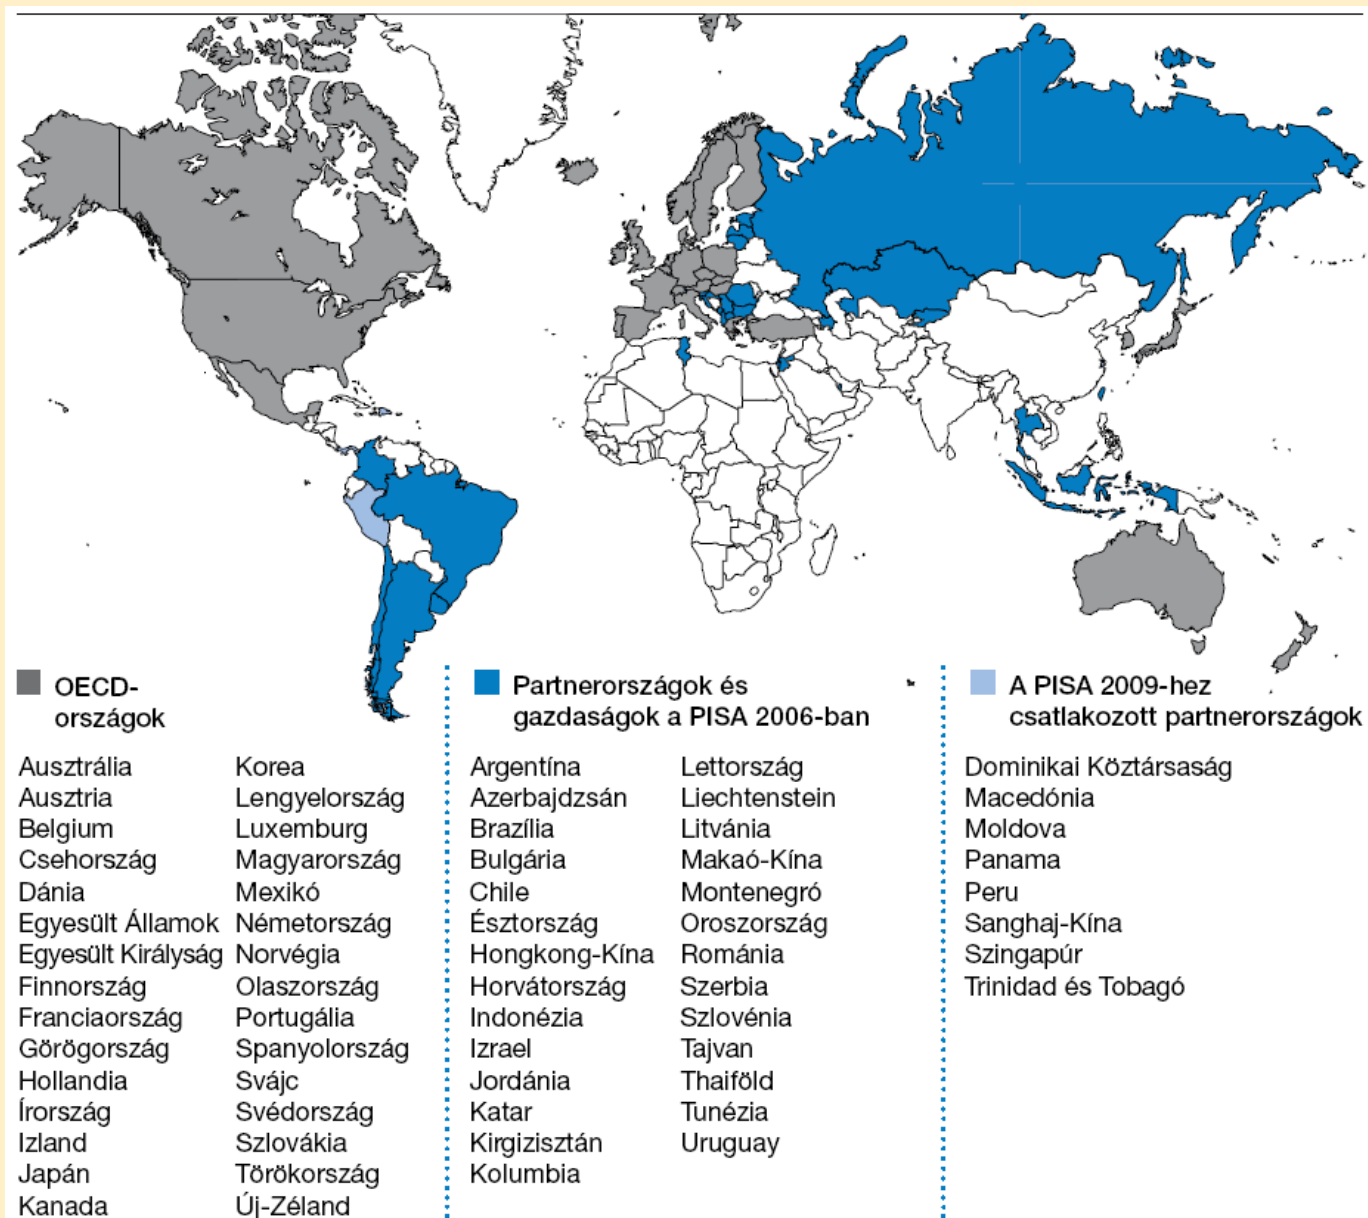 OECD-
országok
Ausztrália
Ausztria
Belgium
Csehország
Dánia
Egyesült Államok
Egyesült Királyság
Finnország
Franciaország
Görögország
Hollandia
Írország
Izland
Japán
Kanada
Korea
Lengyelország
Luxemburg
Magyarország
Mexikó
Németország
Norvégia
Olaszország
Portugália
Spanyolország
Svájc
Svédország
Szlovákia
Törökország
Új-Zéland
Partnerországok és
gazdaságok a PISA 2006-ban
Argentína
Azerbajdzsán
Brazília
Bulgária
Chile
Észtország
Hongkong-Kína
Horvátország
Indonézia
Izrael
Jordánia
Katar
Kirgizisztán
Kolumbia
Lettország
Liechtenstein
Litvánia
Makaó-Kína
Montenegró
Oroszország
Románia
Szerbia
Szlovénia
Tajvan
Thaiföld
Tunézia
Uruguay
A PISA 2009-hez
csatlakozott partnerországok
Dominikai Köztársaság
Macedónia
Moldova
Panama
Peru
Sanghaj-Kína
Szingapúr
Trinidad és Tobagó